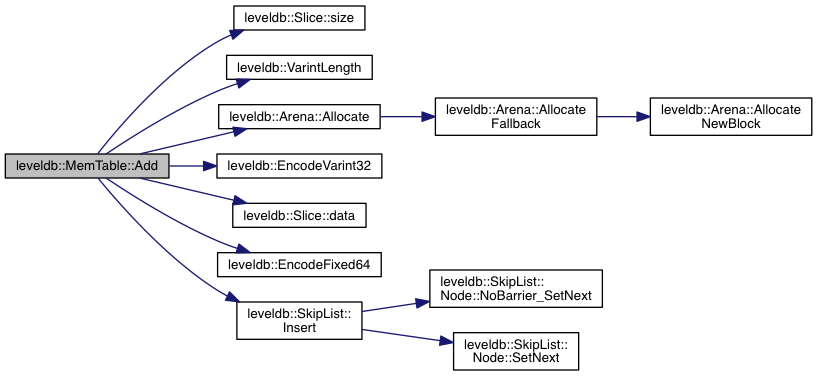 leveldb::Slice::size
leveldb::VarintLength
leveldb::Arena::Allocate
leveldb::Arena::Allocate
Fallback
leveldb::Arena::Allocate
NewBlock
leveldb::MemTable::Add
leveldb::EncodeVarint32
leveldb::Slice::data
leveldb::EncodeFixed64
leveldb::SkipList::
Insert
leveldb::SkipList::
Node::NoBarrier_SetNext
leveldb::SkipList::
Node::SetNext